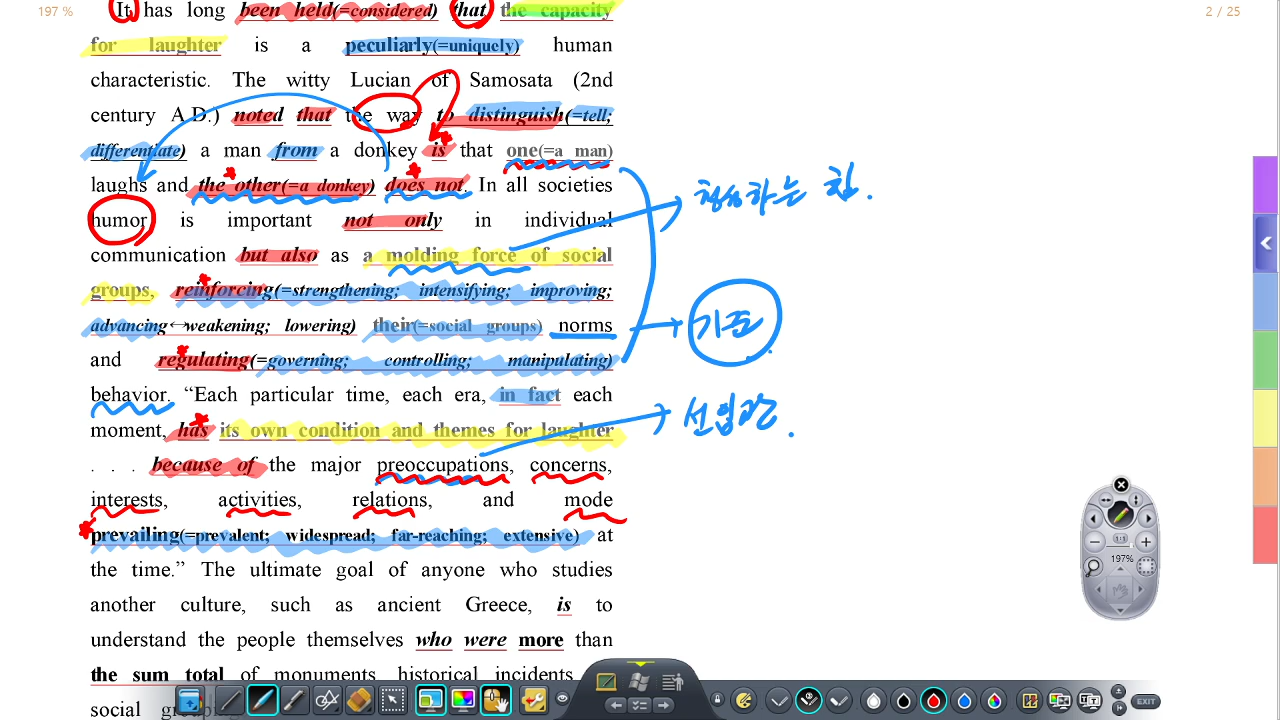 197 %
2 / 25
It has long been held(=considered) that the capacity
for laughter is a peculiarly(=uniquely) human
characteristic. The witty Lucian of Samosata (2nd
century A.D.) noted that the way to distinguish(=tell;
differentiate) a man from a donkey is that one(=a man)
laughs and the other(=a donkey) does not. In all societies
형성하는 힘.
humor is important not only in individual
communication but also as a molding force of social
groups, reinforcing(=strengthening; intensifying; improving;
advancing↔weakening; lowering) their(=social groups) norms
기준
and regulating(=governing; controlling; manipulating)
behavior. “Each particular time, each era, in fact each
선입관.
moment, has its own condition and themes for laughter
. . . because of the major preoccupations, concerns,
interests, activities, relations, and mode
prevailing(=prevalent; widespread; far-reaching; extensive) at
the time.” The ultimate goal of anyone who studies
another culture, such as ancient Greece, is to
understand the people themselves who were more than
the sum total of monuments, historical incidents
social
1:1
197%
EXIT